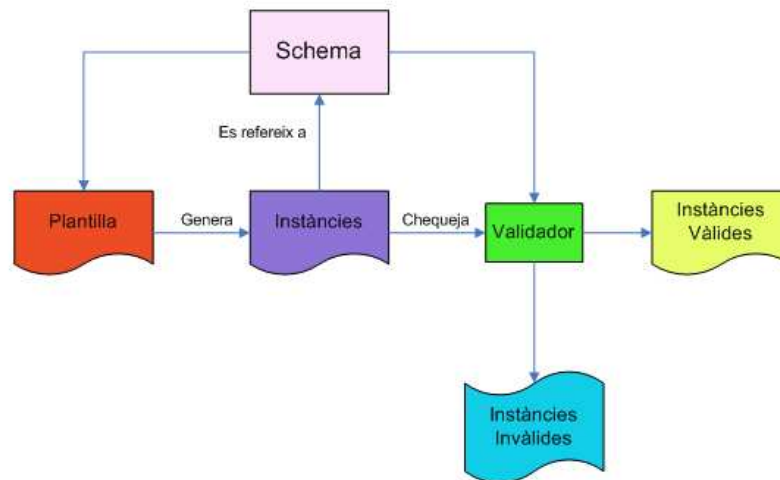 Schema
Es refereix a
Plantilla
Genera
Instàncies
Chequeja
Validador
Instàncies
Vàlides
Instàncies
Invàlides